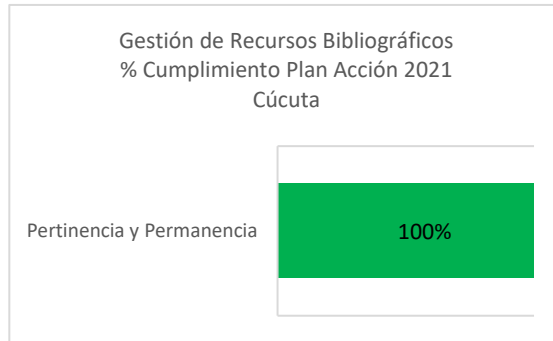 Gestión de Recursos Bibliográficos
% Cumplimiento Plan Acción 2021
Cúcuta
Pertinencia y Permanencia
100%